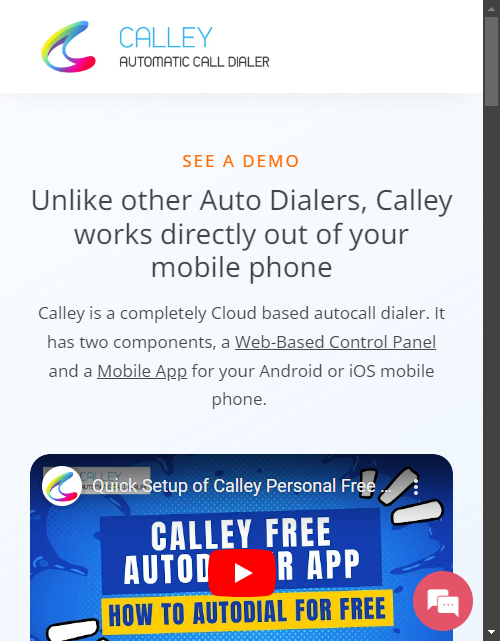 CALLEY
AUTOMATIC CALL DIALER
SEE A DEMO
Unlike other Auto Dialers, Calley
works directly out of your
mobile phone
Calley is a completely Cloud based autocall dialer. It
has two components, a Web-Based Control Panel
and a Mobile App for your Android or iOS mobile
phone.
CALLEY
Quick Setup of Calley Personal Free ...
CALLEY FREE
AUTOD R APP
HOW TO AUTODIAL FOR FREE